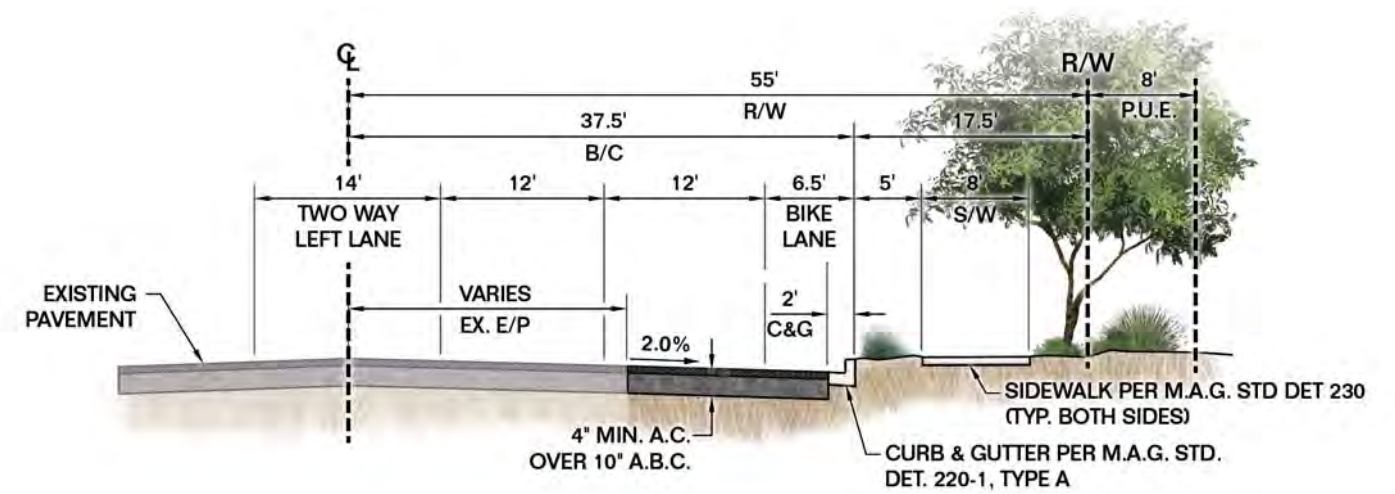 ℄
R/W
55'
R/W
8'
P.U.E.
37.5'
B/C
17.5'
14'
TWO WAY
LEFT LANE
12'
12'
6.5'
BIKE
LANE
5'
8'
S/W
EXISTING
PAVEMENT
VARIES
EX. E/P
2'
C&G
2.0%
4" MIN. A.C.
OVER 10" A.B.C.
SIDEWALK PER M.A.G. STD DET 230
(TYP. BOTH SIDES)
CURB & GUTTER PER M.A.G. STD.
DET. 220-1, TYPE A